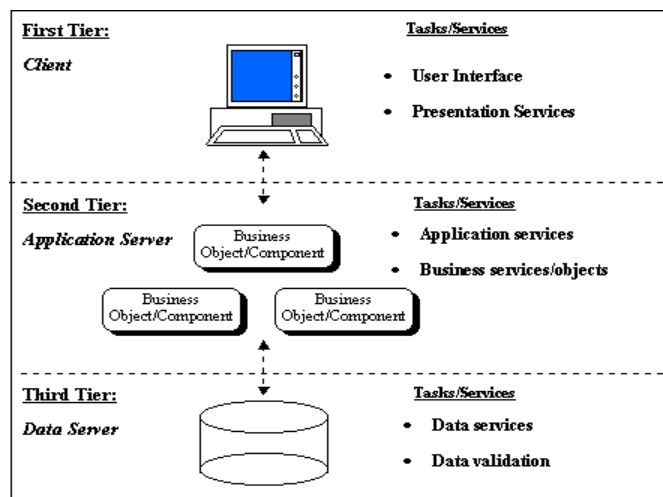 First Tier:
Client
Tasks/Services
• User Interface
• Presentation Services
Second Tier:
Application Server
Business
Object/Component
Business
Object/Component
Business
Object/Component
Tasks/Services
• Application services
• Business services/objects
Third Tier:
Data Server
Tasks/Services
• Data services
• Data validation